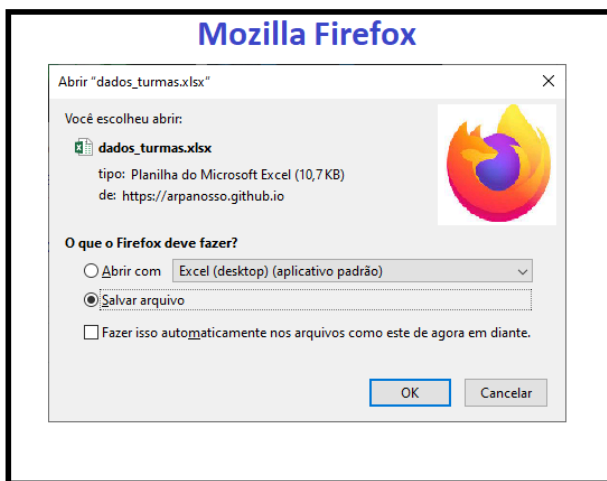 Mozilla Firefox
Abrir "dados_turmas.xlsx"
Você escolheu abrir:
dados_turmas.xlsx
tipo: Planilha do Microsoft Excel (10,7 KB)
de: https://arpanosso.github.io
O que o Firefox deve fazer?
Abrir com Excel (desktop) (aplicativo padrão)
Salvar arquivo
Fazer isso automaticamente nos arquivos como este de agora em diante.
OK Cancelar